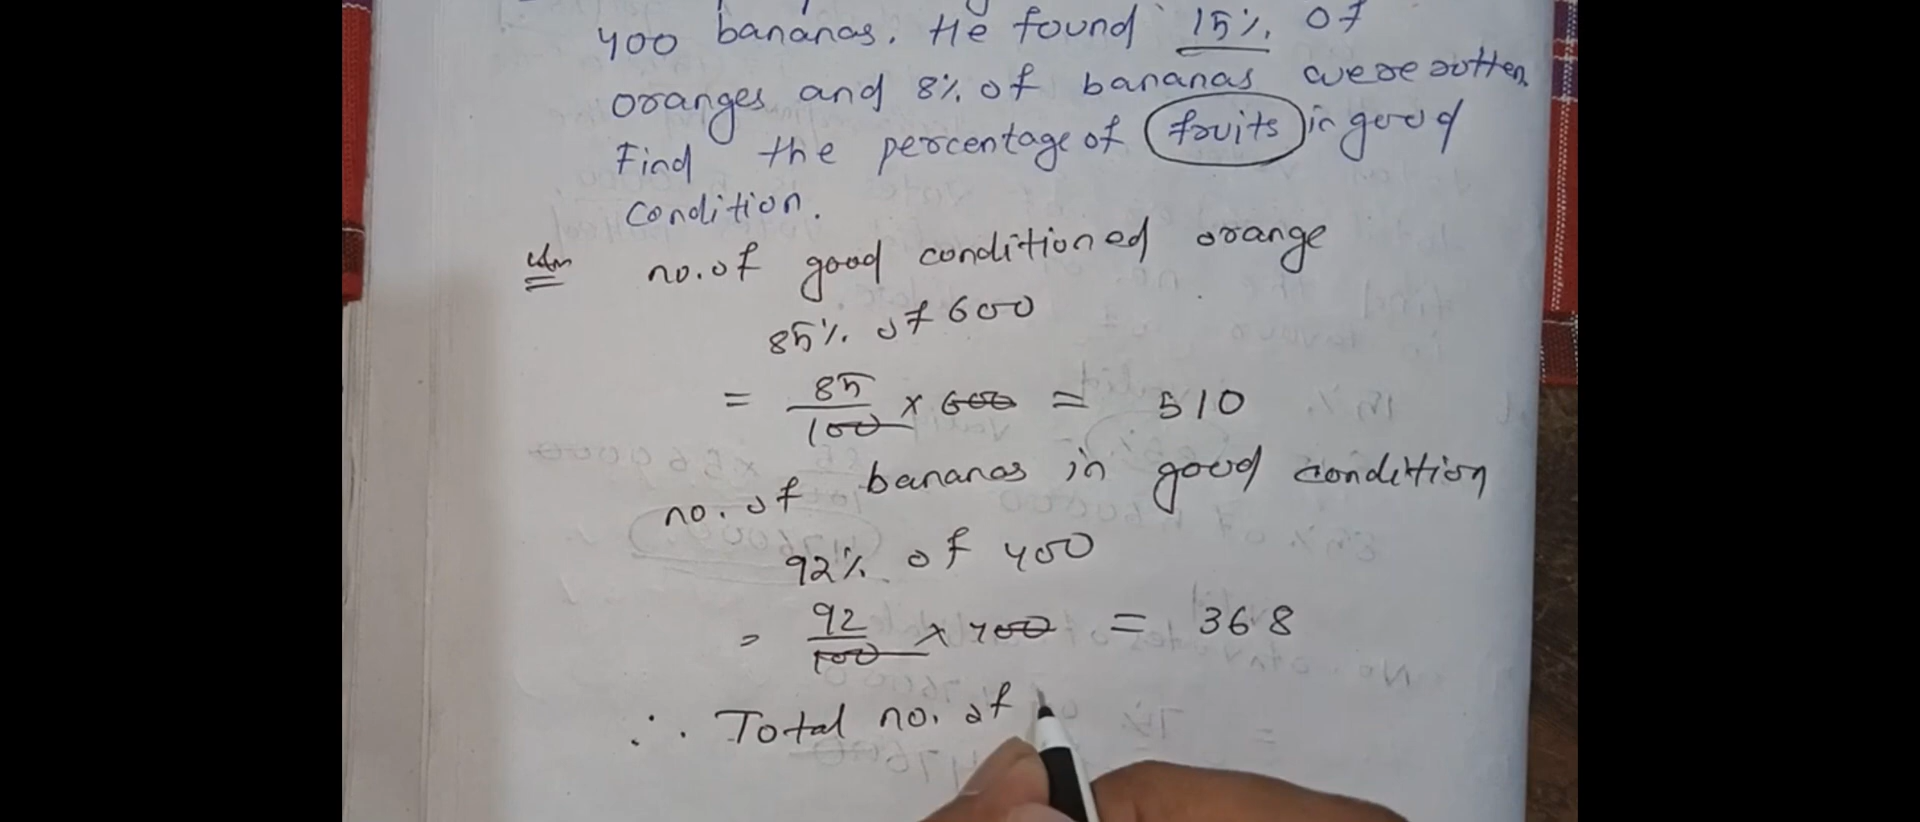 400 bananas. He found 15% of
oranges and 8% of bananas were rotten
Find the percentage of fruits in good
condition.
no. of good conditioned orange
85% of 600
= 85/100 × 600 = 510
no. of bananas in good condition
92% of 400
= 92/100 × 400 = 368
∴ Total no. of